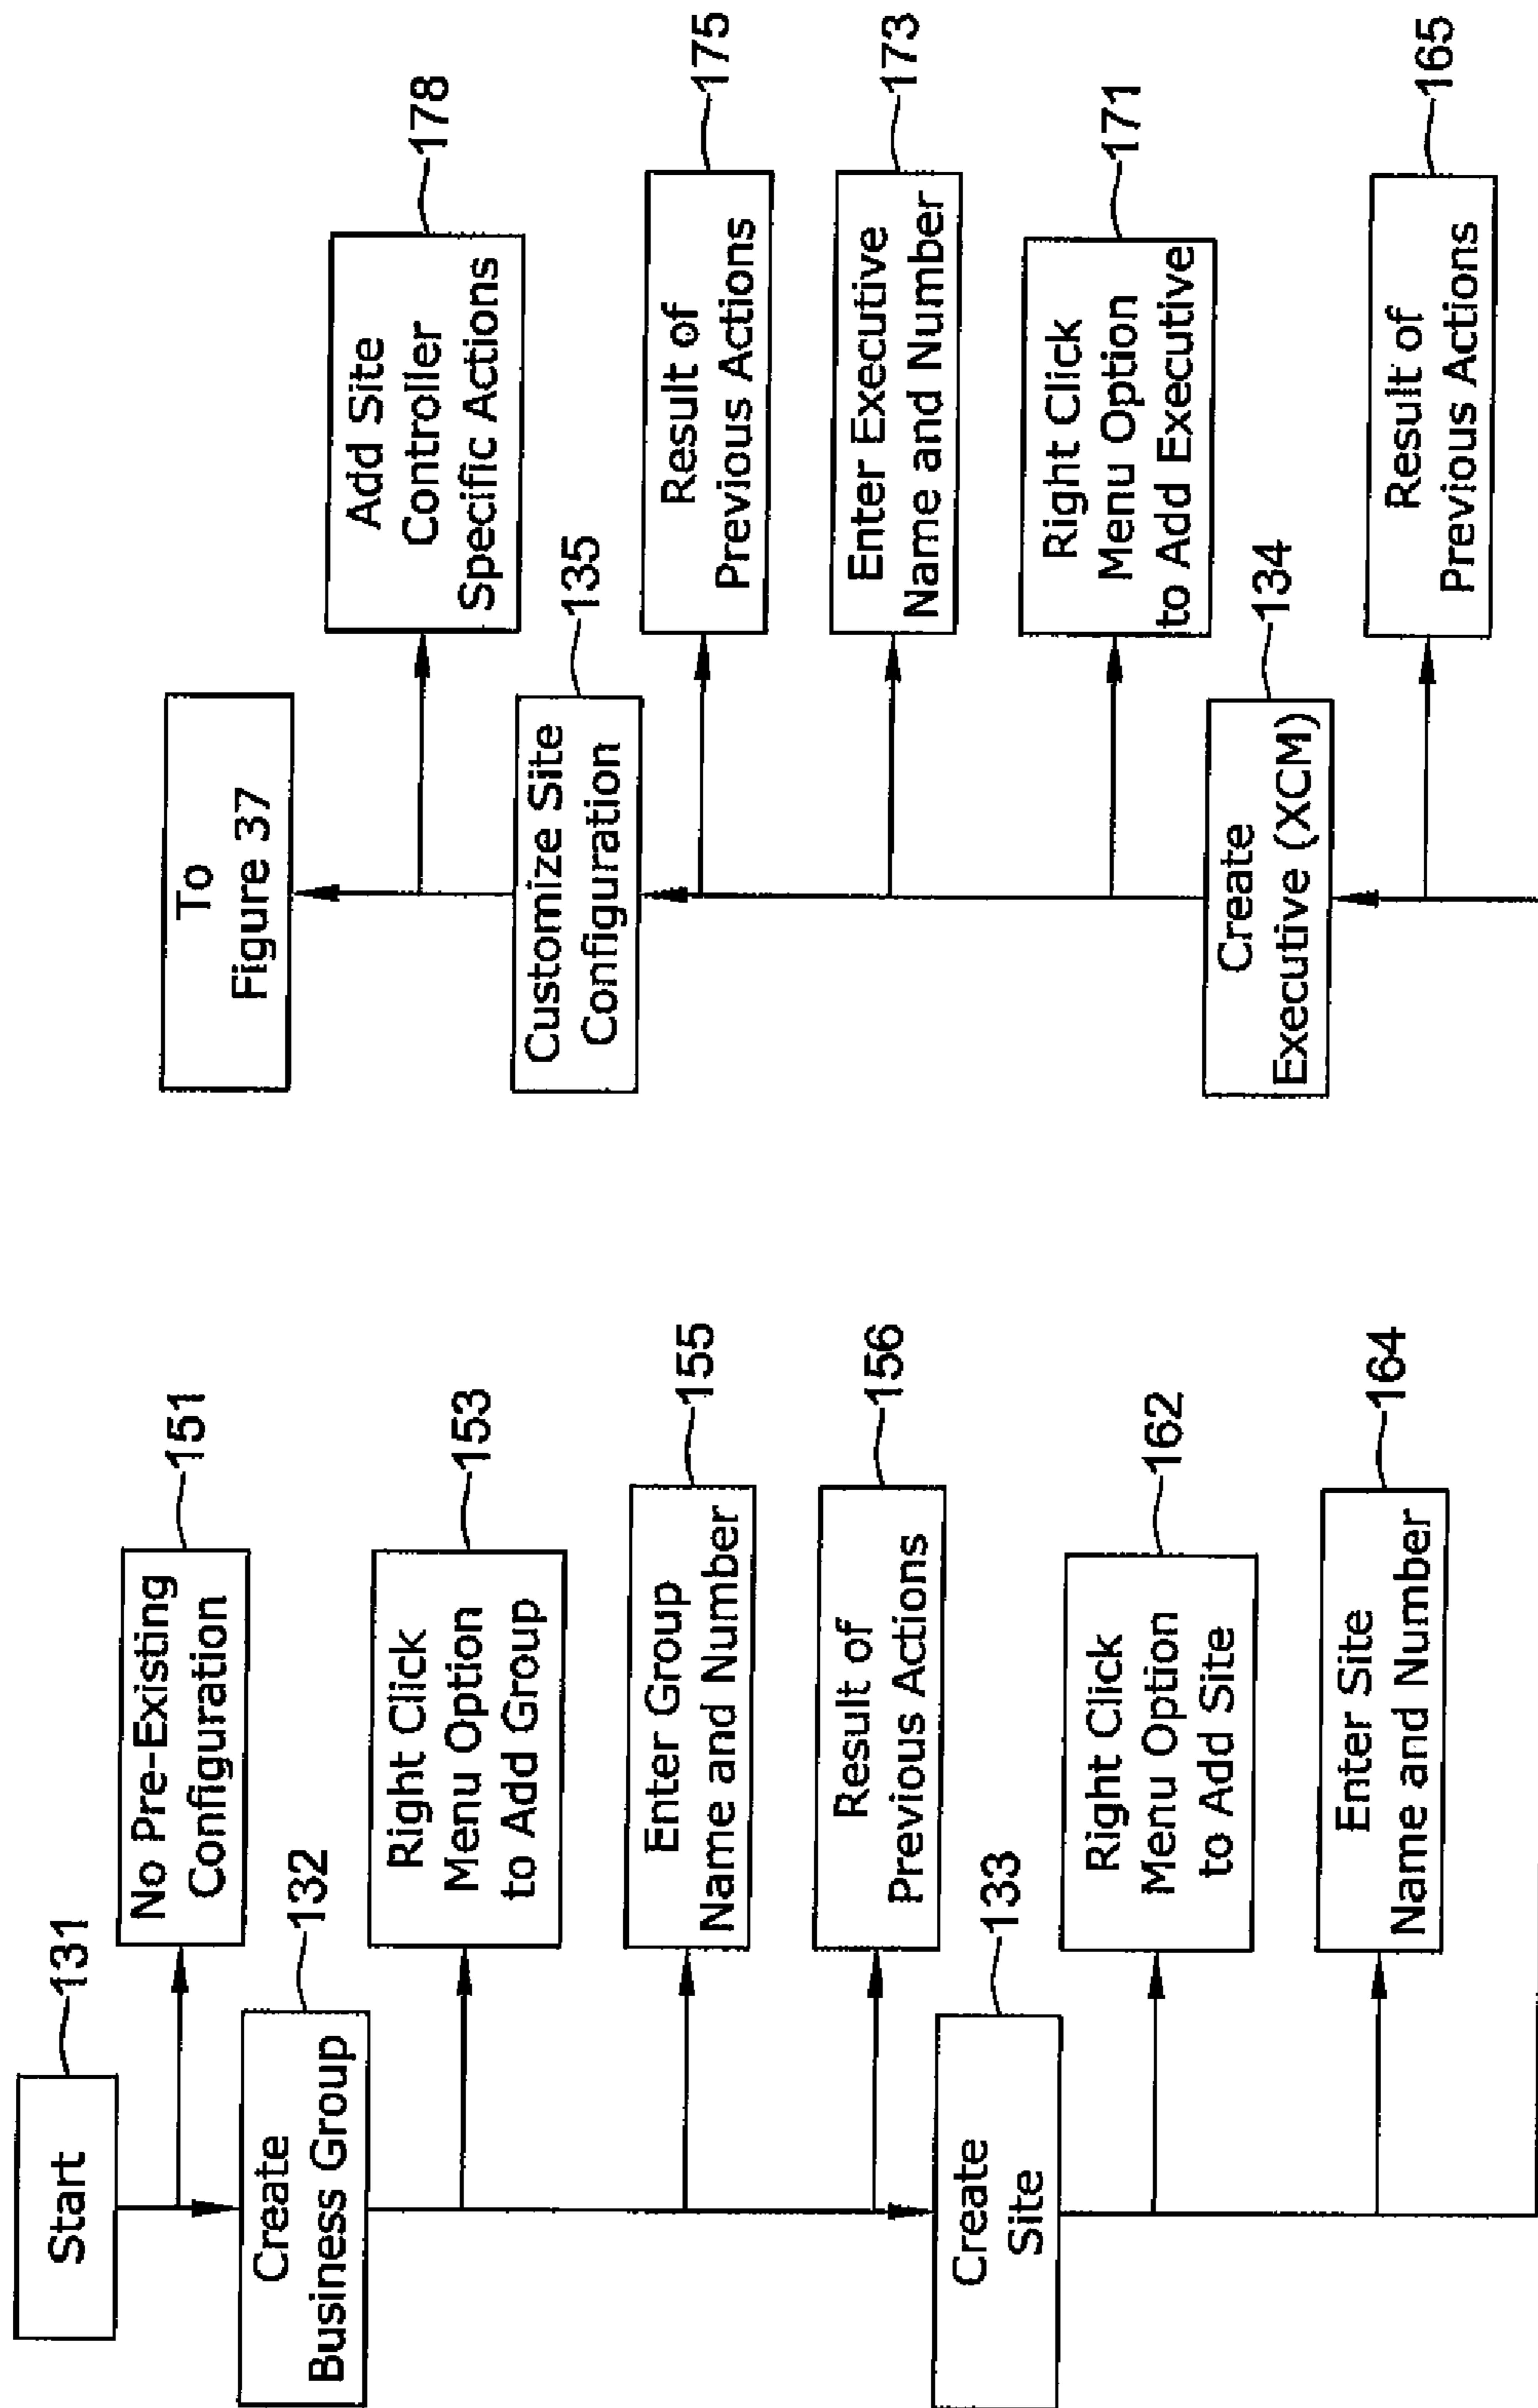 Start
131
No Pre-Existing
Configuration
151
Create
Business Group
132
Right Click
Menu Option
to Add Group
153
Enter Group
Name and Number
155
Result of
Previous Actions
156
Create
Site
133
Right Click
Menu Option
to Add Site
162
Enter Site
Name and Number
164
Result of
Previous Actions
165
Create
Executive (XCM)
134
Right Click
Menu Option
to Add Executive
171
Enter Executive
Name and Number
173
Result of
Previous Actions
175
Customize Site
Configuration
135
Add Site
Controller
Specific Actions
178
To
Figure 37